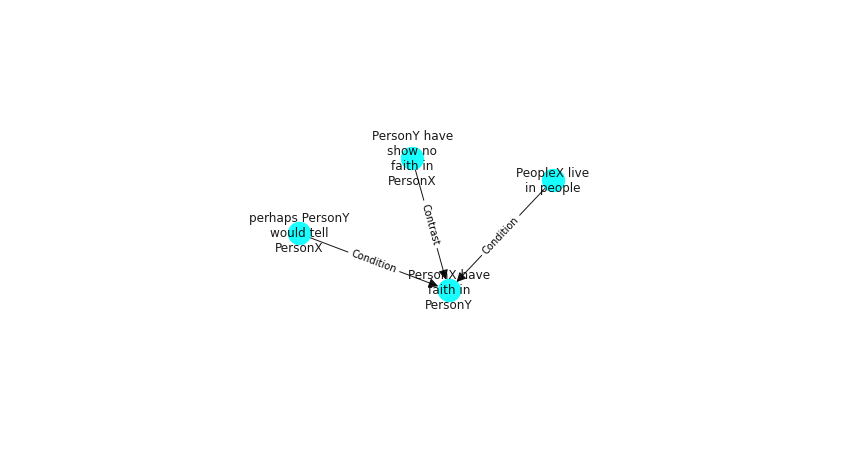 PersonY have
show no
faith in
PersonX
PeopleX live
in people
perhaps PersonY
would tell
PersonX
Contrast
Condition
Condition
PersonX have
faith in
PersonY